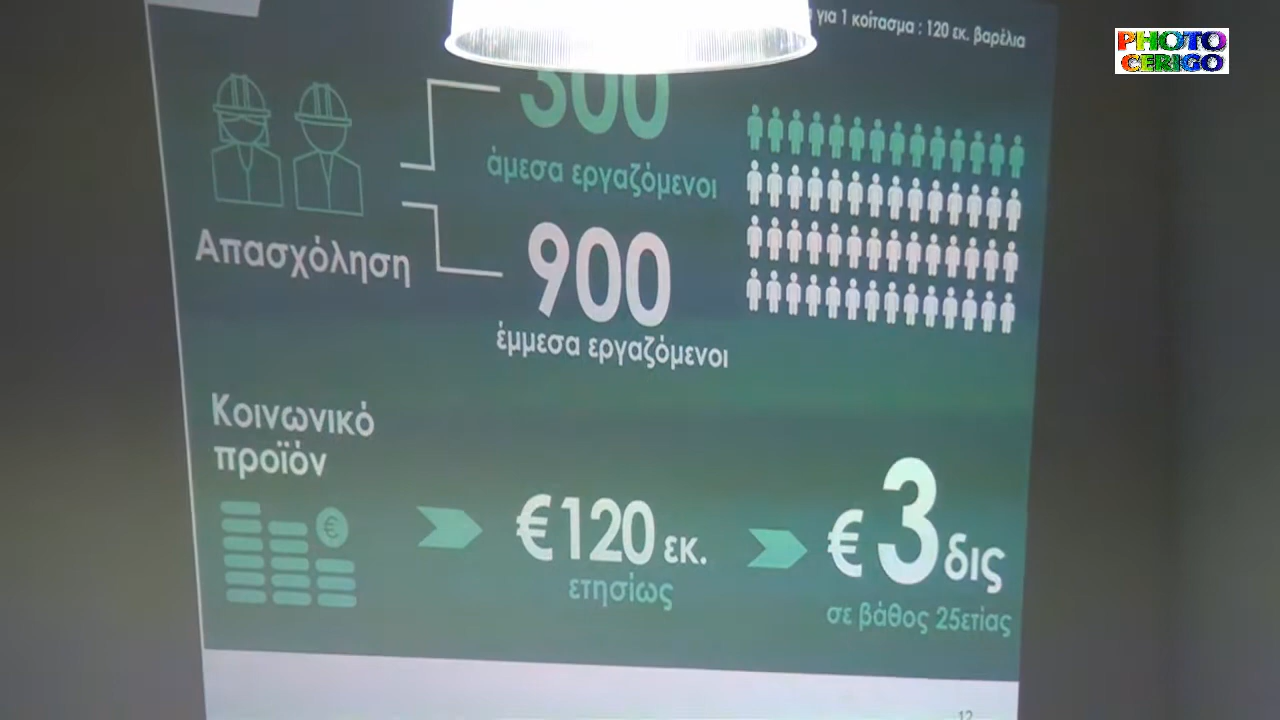 για 1 κοίτασμα : 120 εκ. βαρέλια
PHOTO
CERIGO
300
άμεσα εργαζόμενοι
Απασχόληση
900
έμμεσα εργαζόμενοι
Κοινωνικό
προϊόν
€120 εκ.
ετησίως
€ 3 δις
σε βάθος 25ετίας
12